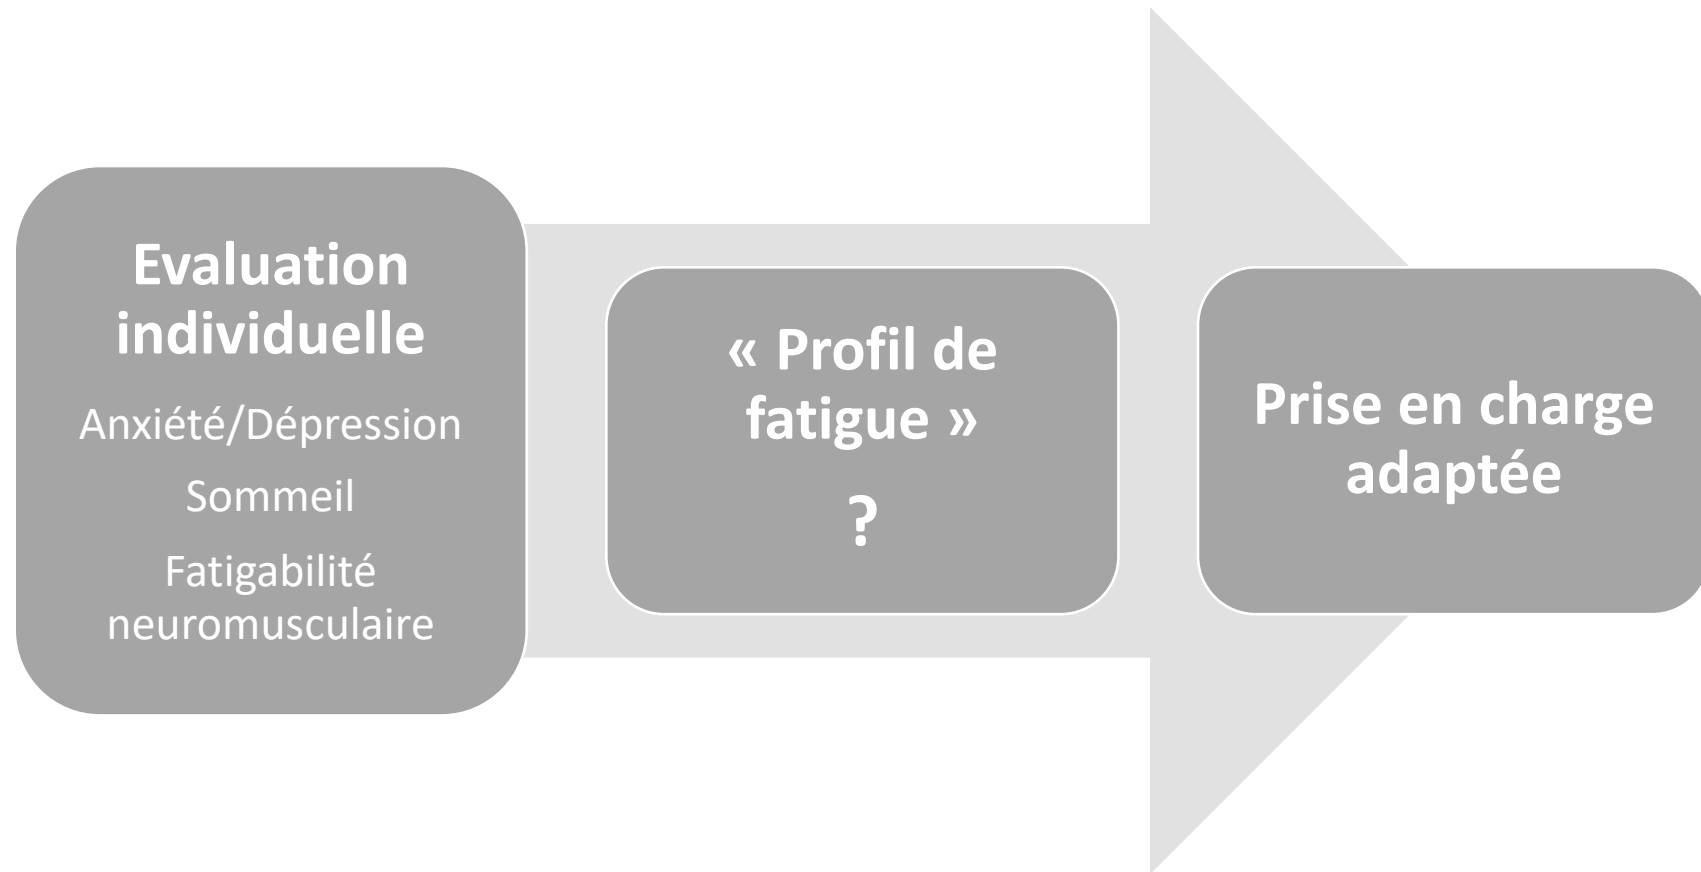 Evaluation
individuelle
Anxiété/Dépression
Sommeil
Fatigabilité
neuromusculaire
« Profil de
fatigue »
?
Prise en charge
adaptée